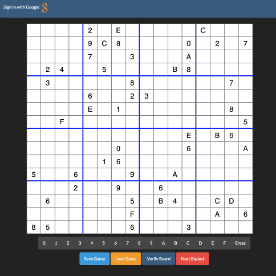 Sign in with Google
2 E C
9 C 8 0 2 7
7 3 A
2 4 5 B 8
3 8 7
6 2 3
E 1 8
F 5
E B 6
0 6 A
1 6
5 6 9 A
2 9 6
6 5 B 4 C D
F A 6
8 5 6 3
0 1 2 3 4 5 6 7 8 9 A B C D E F Erase
Save Game Load Game Verify Board Reset